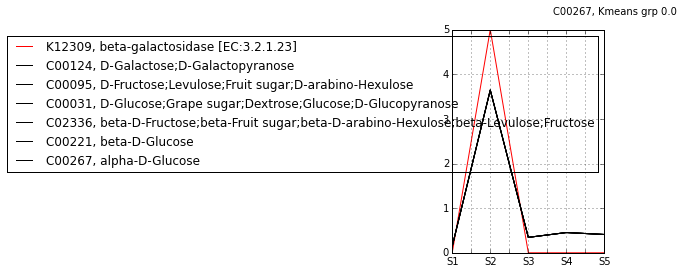 C00267, Kmeans grp 0.0
K12309, beta-galactosidase [EC:3.2.1.23]
C00124, D-Galactose;D-Galactopyranose
C00095, D-Fructose;Levulose;Fruit sugar;D-arabino-Hexulose
C00031, D-Glucose;Grape sugar;Dextrose;Glucose;D-Glucopyranose
C02336, beta-D-Fructose;beta-Fruit sugar;beta-D-arabino-Hexulose;beta-Levulose;Fructose
C00221, beta-D-Glucose
C00267, alpha-D-Glucose
5
4
3
2
1
0
S1 S2 S3 S4 S5